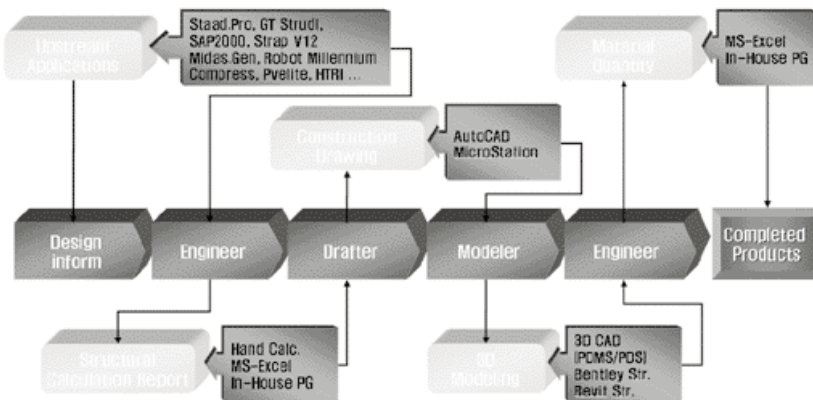 Upstream
Applications
Staad.Pro, GT Strudl,
SAP2000, Strap V12
Midas.Gen, Robot Millennium
Compress, Pvelite, HTRI ...
Material
Quantity
MS-Excel
In-House PG
Construction
Drawing
AutoCAD
MicroStation
Design
inform
Engineer
Drafter
Modeler
Engineer
Completed
Products
Structural
Calculation Report
Hand Calc.
MS-Excel
In-House PG
3D
Modeling
3D CAD
(PDMS/PDS)
Bentley Str.
Revit Str.